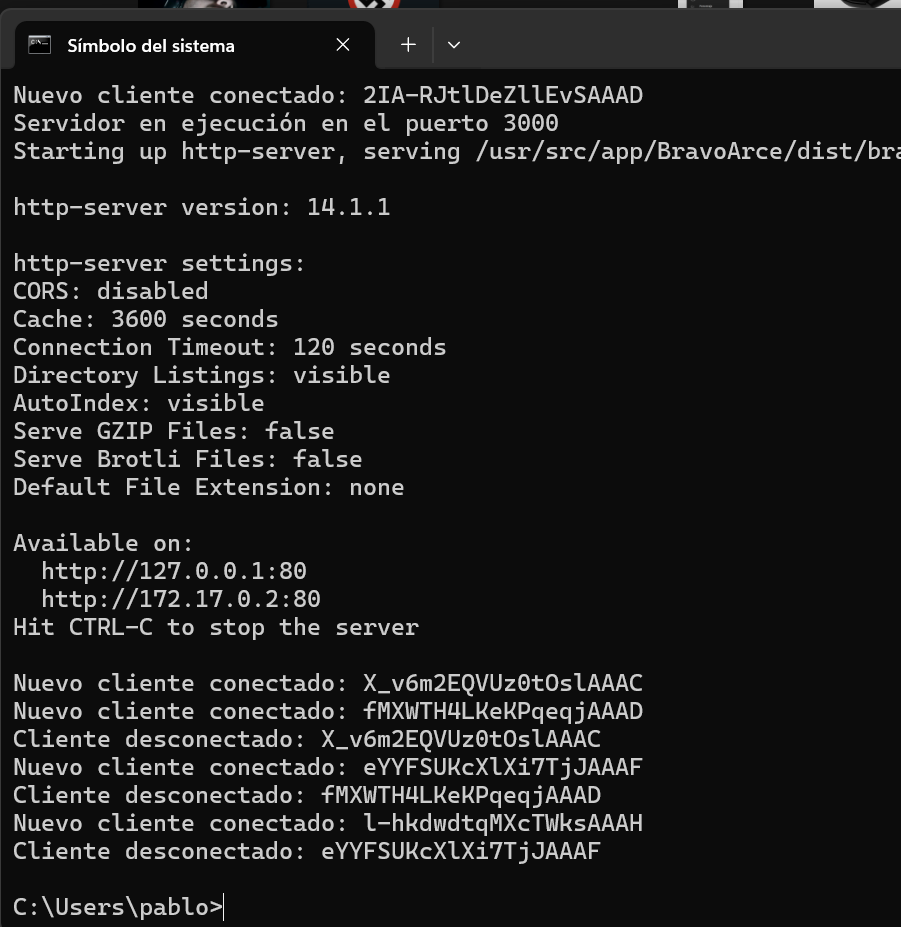 Símbolo del sistema
Nuevo cliente conectado: 2IA-RJtlDeZllEvSAAAD
Servidor en ejecución en el puerto 3000
Starting up http-server, serving /usr/src/app/BravoArce/dist/bra
http-server version: 14.1.1
http-server settings:
CORS: disabled
Cache: 3600 seconds
Connection Timeout: 120 seconds
Directory Listings: visible
AutoIndex: visible
Serve GZIP Files: false
Serve Brotli Files: false
Default File Extension: none
Available on:
http://127.0.0.1:80
http://172.17.0.2:80
Hit CTRL-C to stop the server
Nuevo cliente conectado: X_v6m2EQVUz0tOslAAAC
Nuevo cliente conectado: fMXWTH4LKeKPqeqjAAAD
Cliente desconectado: X_v6m2EQVUz0tOslAAAC
Nuevo cliente conectado: eYYFSUKcXlXi7TjJAAAF
Cliente desconectado: fMXWTH4LKeKPqeqjAAAD
Nuevo cliente conectado: l-hkdwdtqMXcTWksAAAH
Cliente desconectado: eYYFSUKcXlXi7TjJAAAF
C:\Users\pablo>